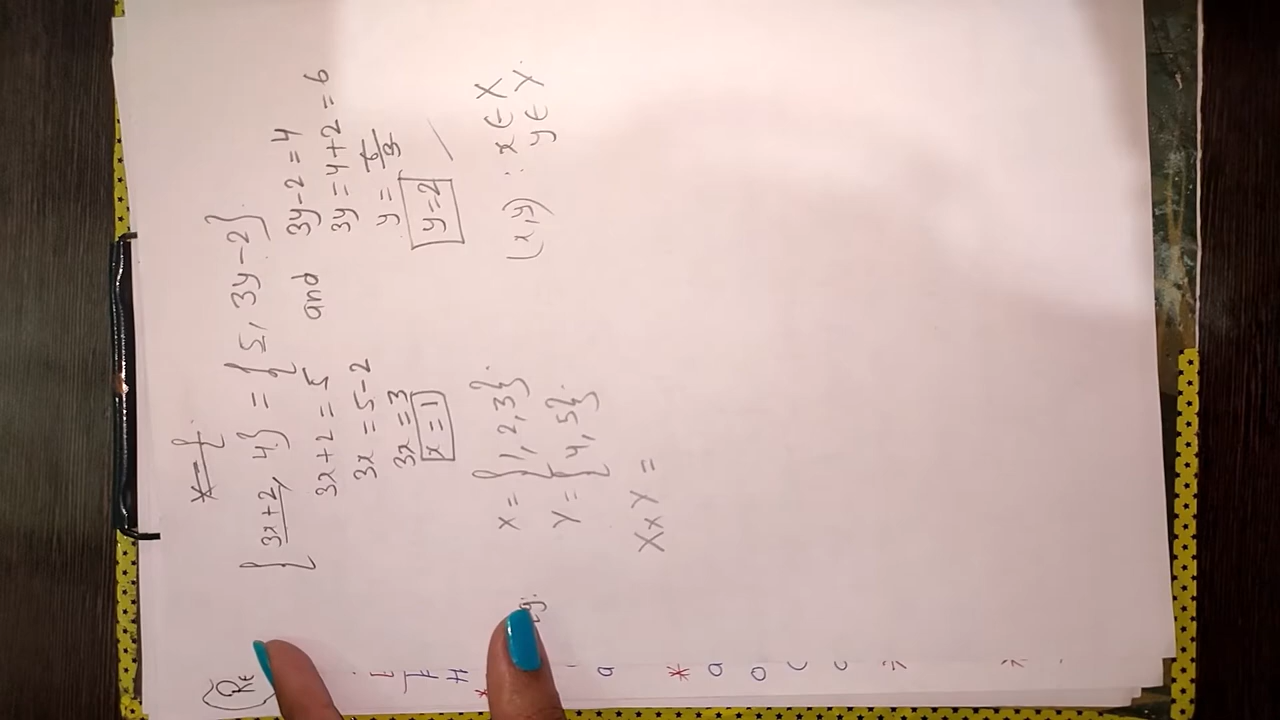 {3x+2, 4} = {5, 3y-2}.
3x+2 = 5 and 3y-2 = 4
3x = 5-2 3y = 4+2 = 6
3x = 3 y = 6/3
x = 1 y = 2
eg: X = {1, 2, 3}. (x,y) : x ∈ X
Y = {4, 5}. y ∈ Y.
X x Y =